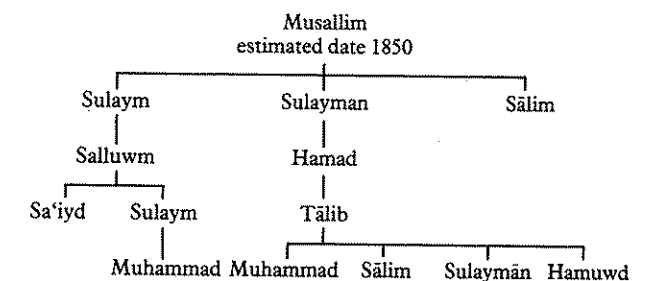 Musallim
estimated date 1850
Sulaym Sulayman Sālim
Salluwm Hamad
Sa‘iyd Sulaym Tālib
Muhammad Muhammad Sālim Sulaymān Hamuwd